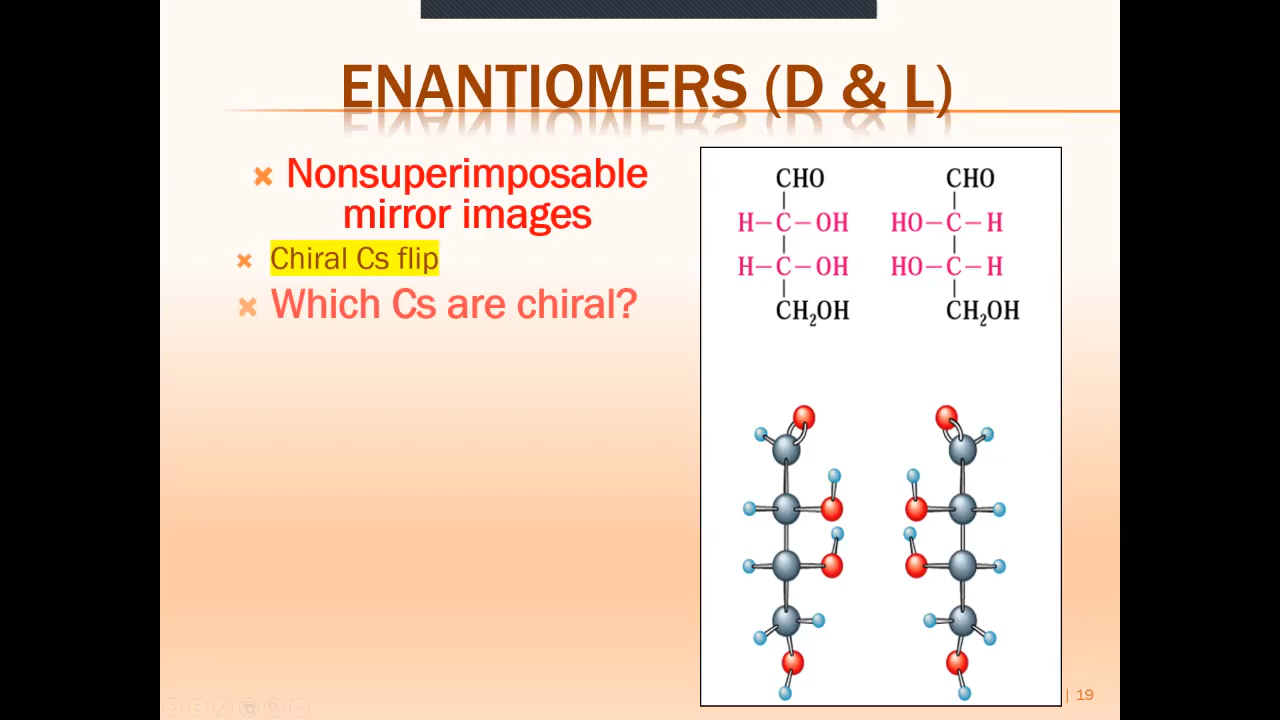 ENANTIOMERS (D & L)
Nonsuperimposable
mirror images
Chiral Cs flip
Which Cs are chiral?
CHO CHO
H–C–OH HO–C–H
H–C–OH HO–C–H
CH₂OH CH₂OH
| 19